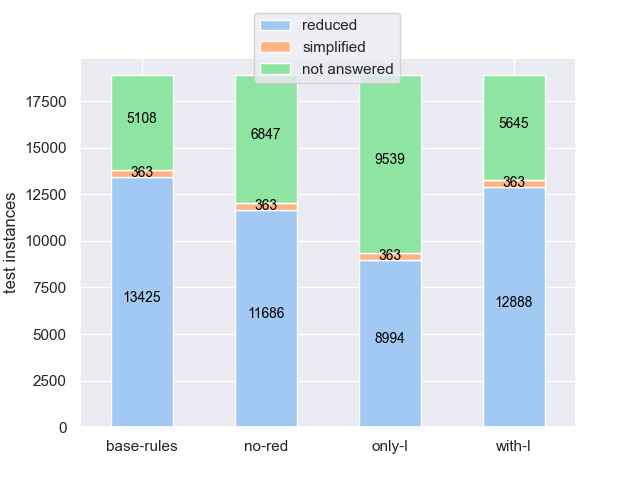 reduced
simplified
not answered
17500
15000
12500
10000
7500
5000
2500
0
test instances
5108
6847
9539
5645
363
363
363
363
13425
11686
8994
12888
base-rules
no-red
only-l
with-l